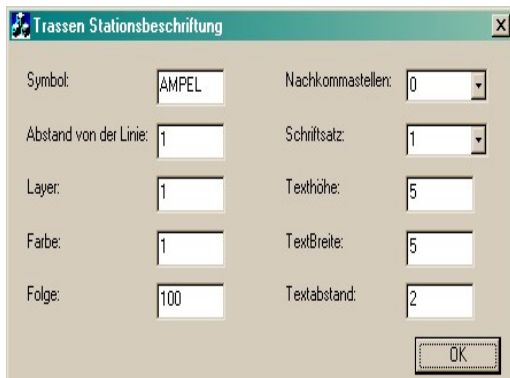 Trassen Stationsbeschriftung
Symbol: AMPEL
Nachkommastellen: 0
Abstand von der Linie: 1
Schriftsatz: 1
Layer: 1
Texthöhe: 5
Farbe: 1
TextBreite: 5
Folge: 100
Textabstand: 2
OK